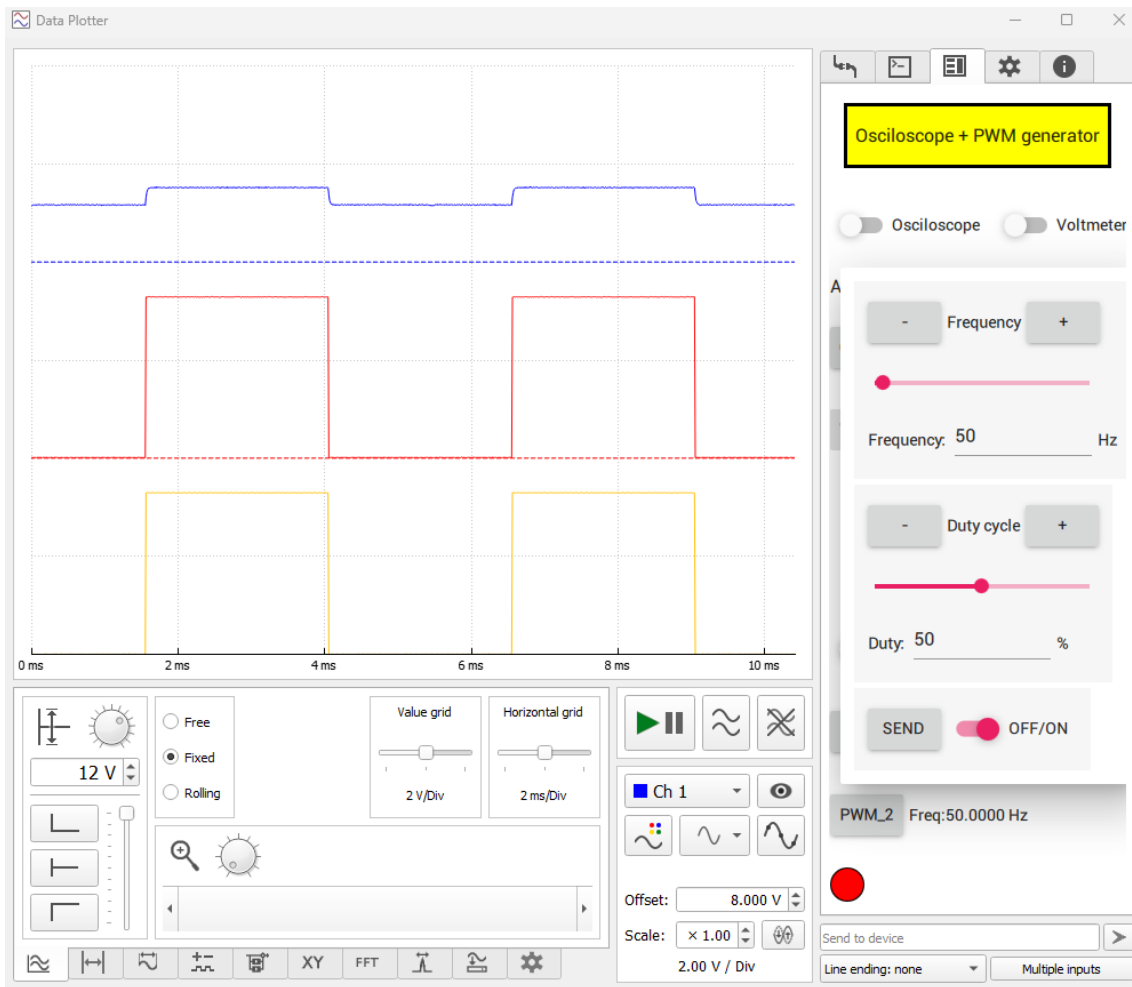 Data Plotter
Osciloscope + PWM generator
Osciloscope
Voltmeter
A
- Frequency +
Frequency: 50 Hz
- Duty cycle +
Duty: 50 %
SEND OFF/ON
PWM_2 Freq:50.0000 Hz
Send to device
Line ending: none
Multiple inputs
0 ms 2 ms 4 ms 6 ms 8 ms 10 ms
12 V
Free
Fixed
Rolling
Value grid
2 V/Div
Horizontal grid
2 ms/Div
Ch 1
Offset: 8.000 V
Scale: × 1.00
2.00 V / Div
XY
FFT